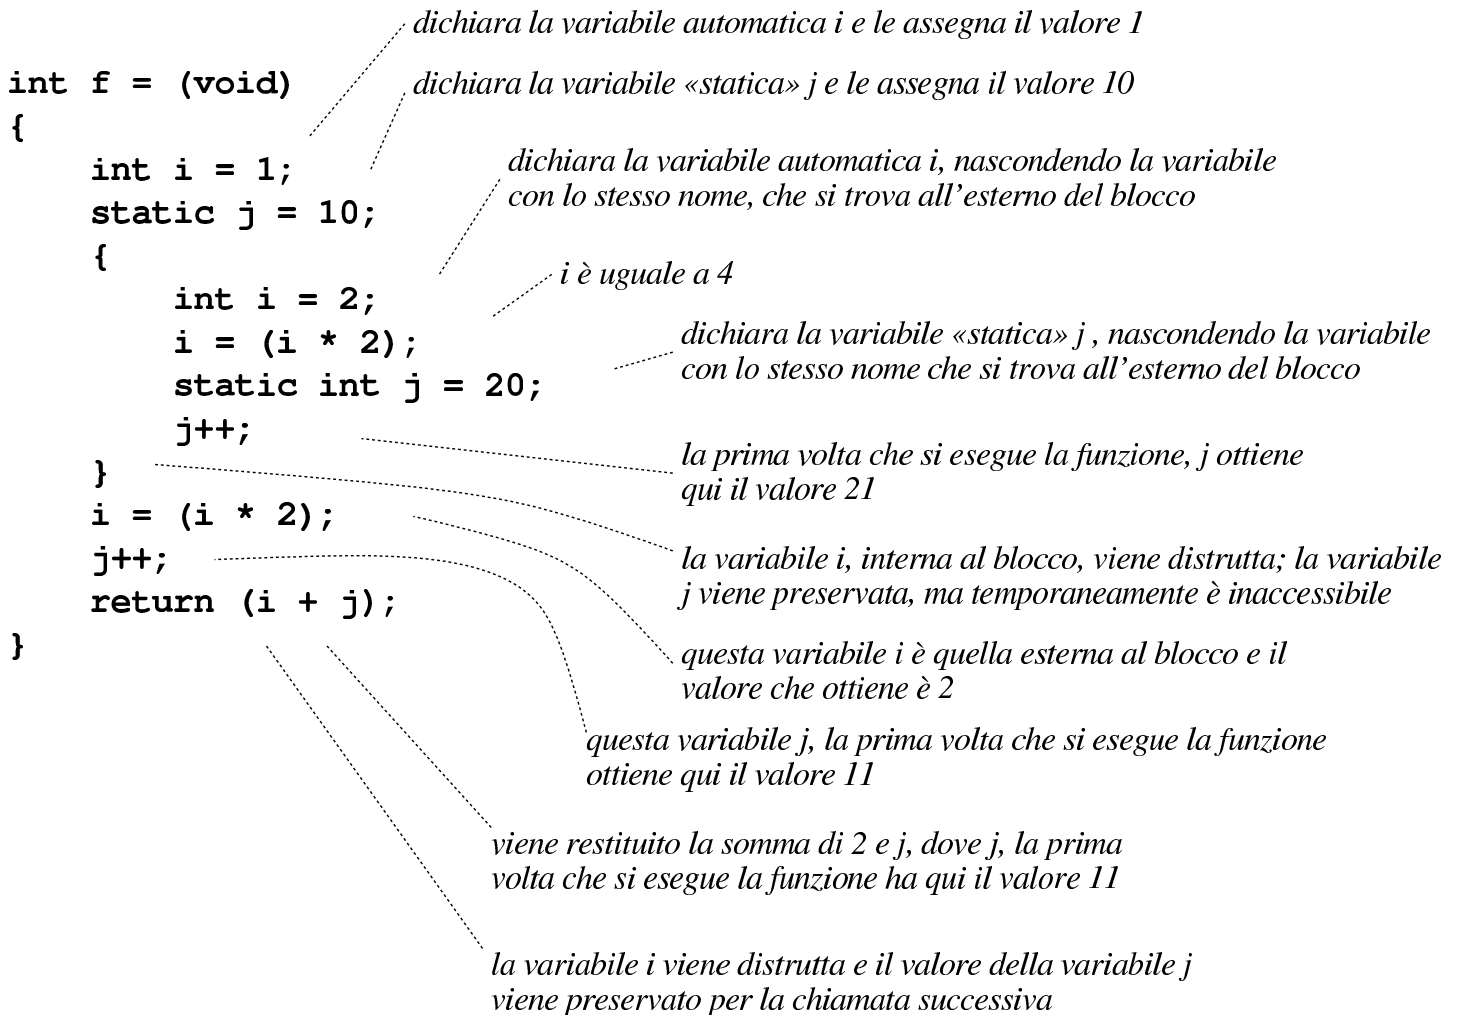 dichiara la variabile automatica i e le assegna il valore 1
int f = (void)
dichiara la variabile «statica» j e le assegna il valore 10
{
int i = 1;
dichiara la variabile automatica i, nascondendo la variabile
con lo stesso nome, che si trova all'esterno del blocco
static j = 10;
{
i è uguale a 4
int i = 2;
i = (i * 2);
dichiara la variabile «statica» j , nascondendo la variabile
con lo stesso nome che si trova all'esterno del blocco
static int j = 20;
j++;
la prima volta che si esegue la funzione, j ottiene
qui il valore 21
}
i = (i * 2);
j++;
la variabile i, interna al blocco, viene distrutta; la variabile
j viene preservata, ma temporaneamente è inaccessibile
return (i + j);
}
questa variabile i è quella esterna al blocco e il
valore che ottiene è 2
questa variabile j, la prima volta che si esegue la funzione
ottiene qui il valore 11
viene restituito la somma di 2 e j, dove j, la prima
volta che si esegue la funzione ha qui il valore 11
la variabile i viene distrutta e il valore della variabile j
viene preservato per la chiamata successiva